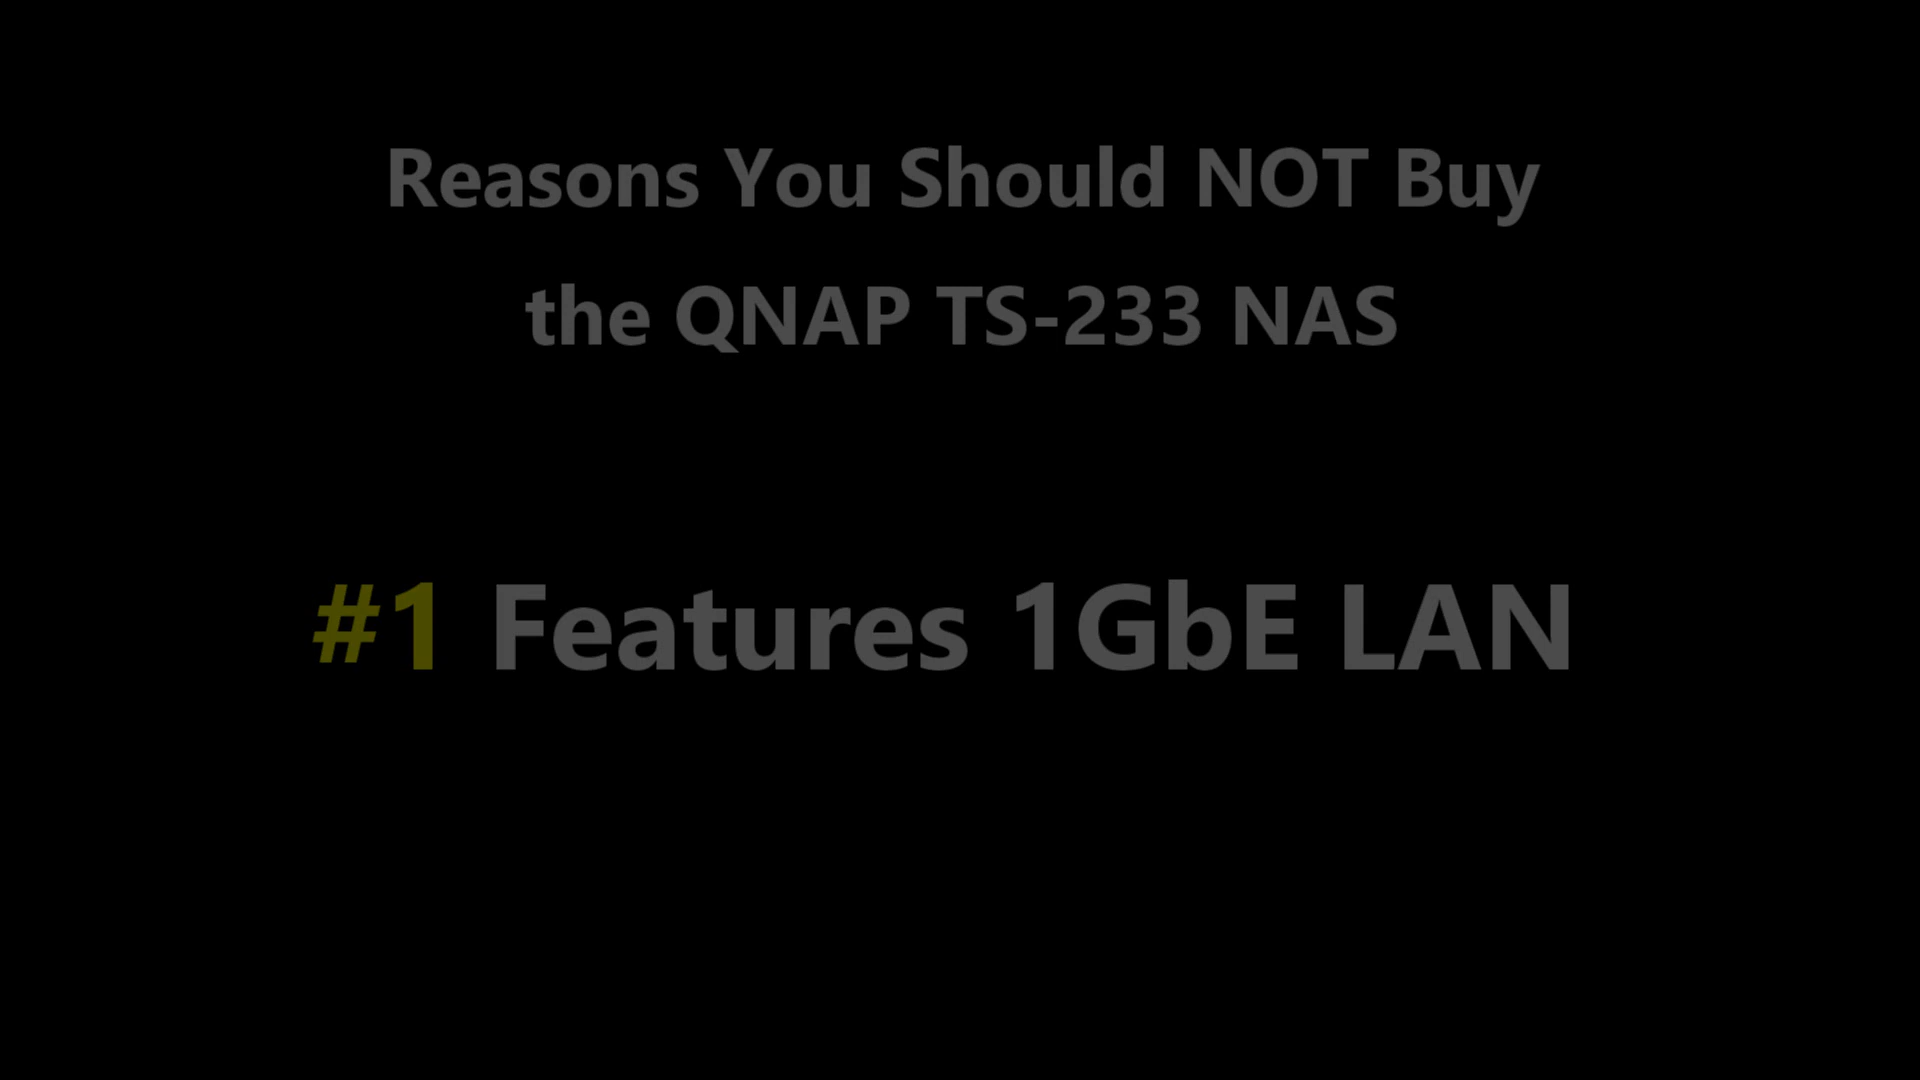 Reasons You Should NOT Buy
the QNAP TS-233 NAS
#1 Features 1GbE LAN